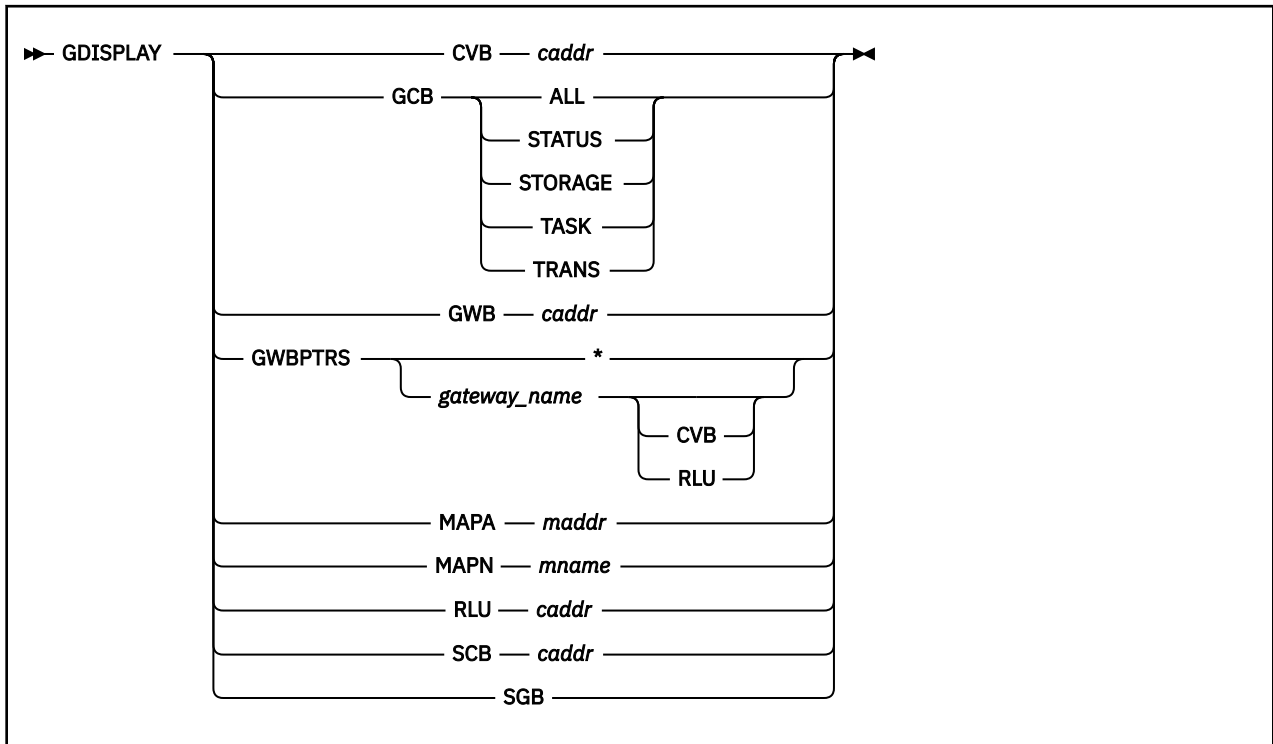 GDISPLAY CVB caddr
GCB ALL
STATUS
STORAGE
TASK
TRANS
GWB caddr
GWBPTRS *
gateway_name
CVB
RLU
MAPA maddr
MAPN mname
RLU caddr
SCB caddr
SGB